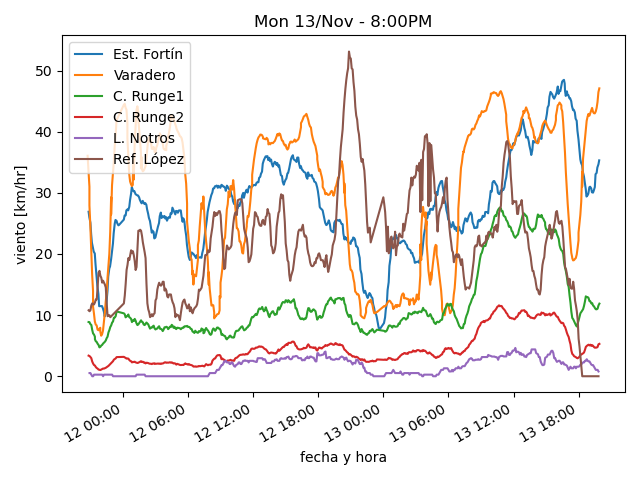 Mon 13/Nov - 8:00PM
Est. Fortín
Varadero
C. Runge1
C. Runge2
L. Notros
Ref. López
viento [km/hr]
50
40
30
20
10
0
12 00:00
12 06:00
12 12:00
12 18:00
13 00:00
13 06:00
13 12:00
13 18:00
fecha y hora